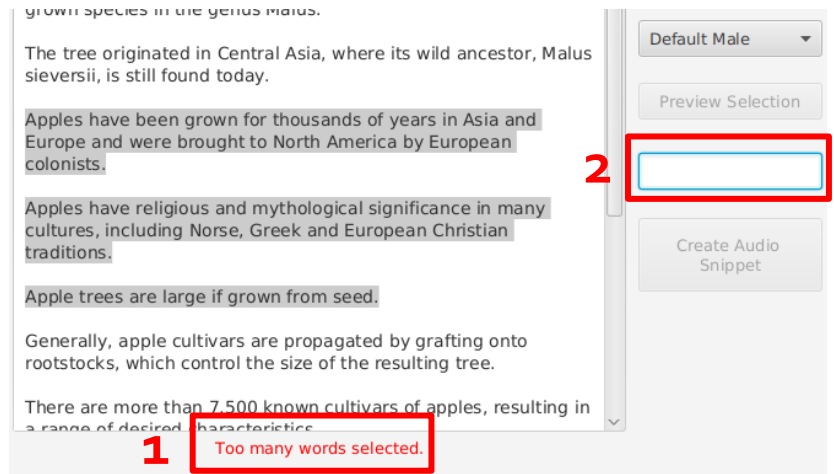 grown species in the genus Malus.
The tree originated in Central Asia, where its wild ancestor, Malus
sieversii, is still found today.
Apples have been grown for thousands of years in Asia and
Europe and were brought to North America by European
colonists.
Apples have religious and mythological significance in many
cultures, including Norse, Greek and European Christian
traditions.
Apple trees are large if grown from seed.
Generally, apple cultivars are propagated by grafting onto
rootstocks, which control the size of the resulting tree.
There are more than 7,500 known cultivars of apples, resulting in
a range of desired characteristics.
1
Too many words selected.
Default Male
Preview Selection
2
Create Audio
Snippet